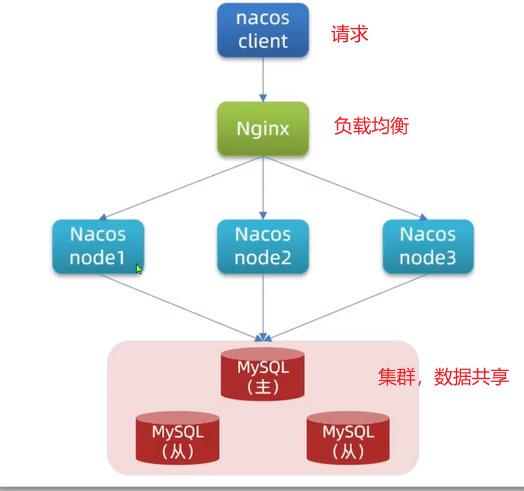 nacos
client
请求
Nginx
负载均衡
Nacos
node1
Nacos
node2
Nacos
node3
MySQL
（主）
集群，数据共享
MySQL
（从）
MySQL
（从）